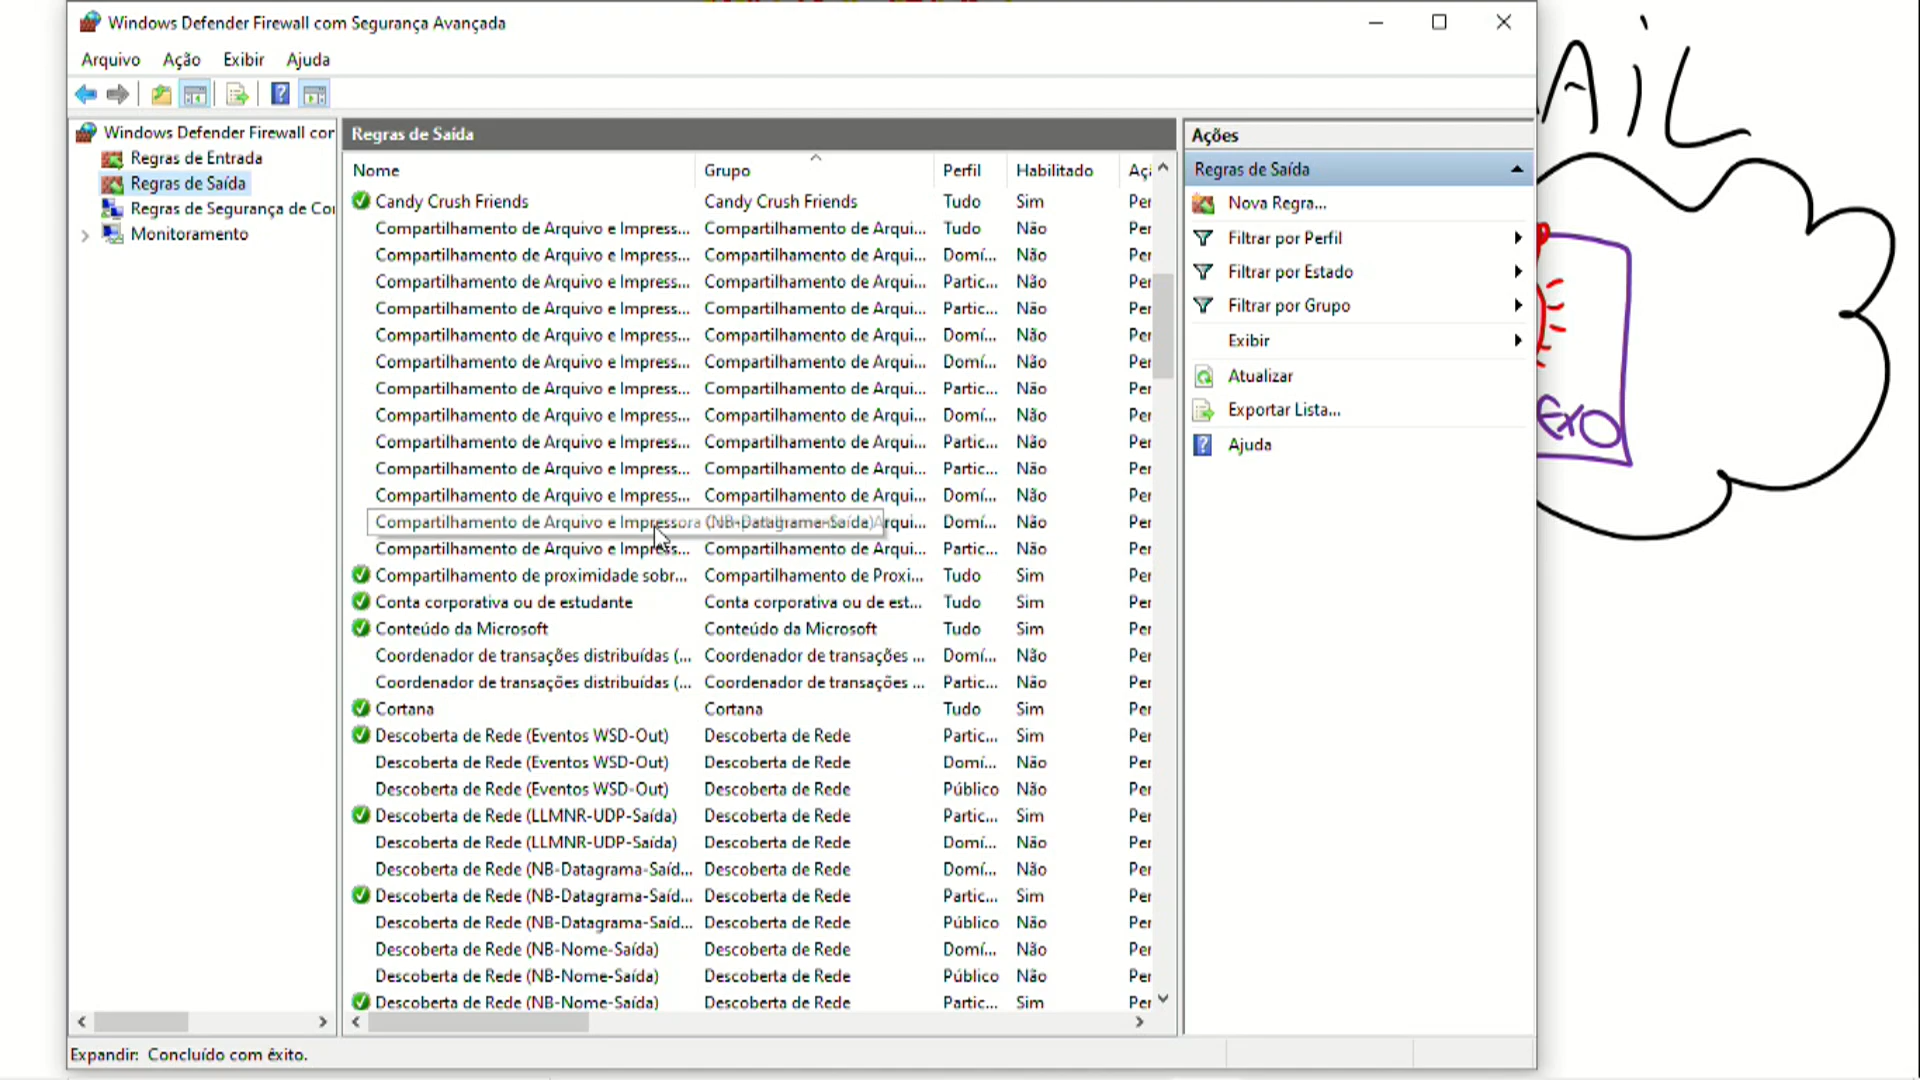 Windows Defender Firewall com Segurança Avançada
Arquivo Ação Exibir Ajuda
Windows Defender Firewall cor
Regras de Entrada
Regras de Saída
Regras de Segurança de Co
Monitoramento
Regras de Saída
Nome Grupo Perfil Habilitado Açi
Candy Crush Friends Candy Crush Friends Tudo Sim Per
Compartilhamento de Arquivo e Impress... Compartilhamento de Arqui... Tudo Não Per
Compartilhamento de Arquivo e Impress... Compartilhamento de Arqui... Domí... Não Per
Compartilhamento de Arquivo e Impress... Compartilhamento de Arqui... Partic... Não Per
Compartilhamento de Arquivo e Impress... Compartilhamento de Arqui... Partic... Não Per
Compartilhamento de Arquivo e Impress... Compartilhamento de Arqui... Domí... Não Per
Compartilhamento de Arquivo e Impress... Compartilhamento de Arqui... Domí... Não Per
Compartilhamento de Arquivo e Impress... Compartilhamento de Arqui... Partic... Não Per
Compartilhamento de Arquivo e Impress... Compartilhamento de Arqui... Domí... Não Per
Compartilhamento de Arquivo e Impress... Compartilhamento de Arqui... Partic... Não Per
Compartilhamento de Arquivo e Impress... Compartilhamento de Arqui... Partic... Não Per
Compartilhamento de Arquivo e Impress... Compartilhamento de Arqui... Domí... Não Per
Compartilhamento de Arquivo e Impressora (NB-Datagrama-Saída) Arqui... Domí... Não Per
Compartilhamento de Arquivo e Impress... Compartilhamento de Arqui... Partic... Não Per
Compartilhamento de proximidade sobr... Compartilhamento de Proxi... Tudo Sim Per
Conta corporativa ou de estudante Conta corporativa ou de est... Tudo Sim Per
Conteúdo da Microsoft Conteúdo da Microsoft Tudo Sim Per
Coordenador de transações distribuídas (... Coordenador de transações ... Domí... Não Per
Coordenador de transações distribuídas (... Coordenador de transações ... Partic... Não Per
Cortana Cortana Tudo Sim Per
Descoberta de Rede (Eventos WSD-Out) Descoberta de Rede Partic... Sim Per
Descoberta de Rede (Eventos WSD-Out) Descoberta de Rede Domí... Não Per
Descoberta de Rede (Eventos WSD-Out) Descoberta de Rede Público Não Per
Descoberta de Rede (LLMNR-UDP-Saída) Descoberta de Rede Partic... Sim Per
Descoberta de Rede (LLMNR-UDP-Saída) Descoberta de Rede Domí... Não Per
Descoberta de Rede (NB-Datagrama-Saíd... Descoberta de Rede Domí... Não Per
Descoberta de Rede (NB-Datagrama-Saíd... Descoberta de Rede Partic... Sim Per
Descoberta de Rede (NB-Datagrama-Saíd... Descoberta de Rede Público Não Per
Descoberta de Rede (NB-Nome-Saída) Descoberta de Rede Domí... Não Per
Descoberta de Rede (NB-Nome-Saída) Descoberta de Rede Público Não Per
Descoberta de Rede (NB-Nome-Saída) Descoberta de Rede Partic... Sim Per
Ações
Regras de Saída
Nova Regra...
Filtrar por Perfil
Filtrar por Estado
Filtrar por Grupo
Exibir
Atualizar
Exportar Lista...
Ajuda
Expandir: Concluído com êxito.
AiL
EXO